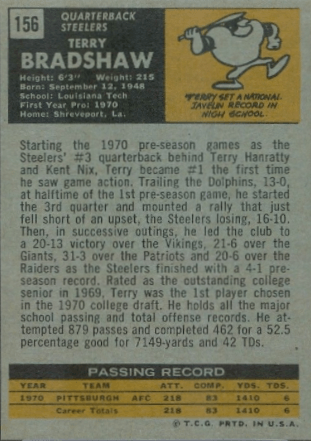 156
QUARTERBACK
STEELERS
TERRY
BRADSHAW
Height: 6'3" Weight: 215
Born: September 12, 1948
School: Louisiana Tech
First Year Pro: 1970
Home: Shreveport, La.
TERRY SET A NATIONAL
JAVELIN RECORD IN
HIGH SCHOOL.
Starting the 1970 pre-season games as the
Steelers' #3 quarterback behind Terry Hanratty
and Kent Nix, Terry became #1 the first time
he saw game action. Trailing the Dolphins, 13-0,
at halftime of the 1st pre-season game, he started
the 3rd quarter and mounted a rally that just
fell short of an upset, the Steelers losing, 16-10.
Then, in successive outings, he led the club to
a 20-13 victory over the Vikings, 21-6 over the
Giants, 31-3 over the Patriots and 20-6 over the
Raiders as the Steelers finished with a 4-1 pre-
season record. Rated as the outstanding college
senior in 1969, Terry was the 1st player chosen
in the 1970 college draft. He holds all the major
school passing and total offense records. He at-
tempted 879 passes and completed 462 for a 52.5
percentage good for 7149-yards and 42 TDs.
PASSING RECORD
YEAR TEAM ATT. COMP. YDS. TDS.
1970 PITTSBURGH AFC 218 83 1410 6
Career Totals 218 83 1410 6
© T.C.G. PRTD. IN U.S.A.